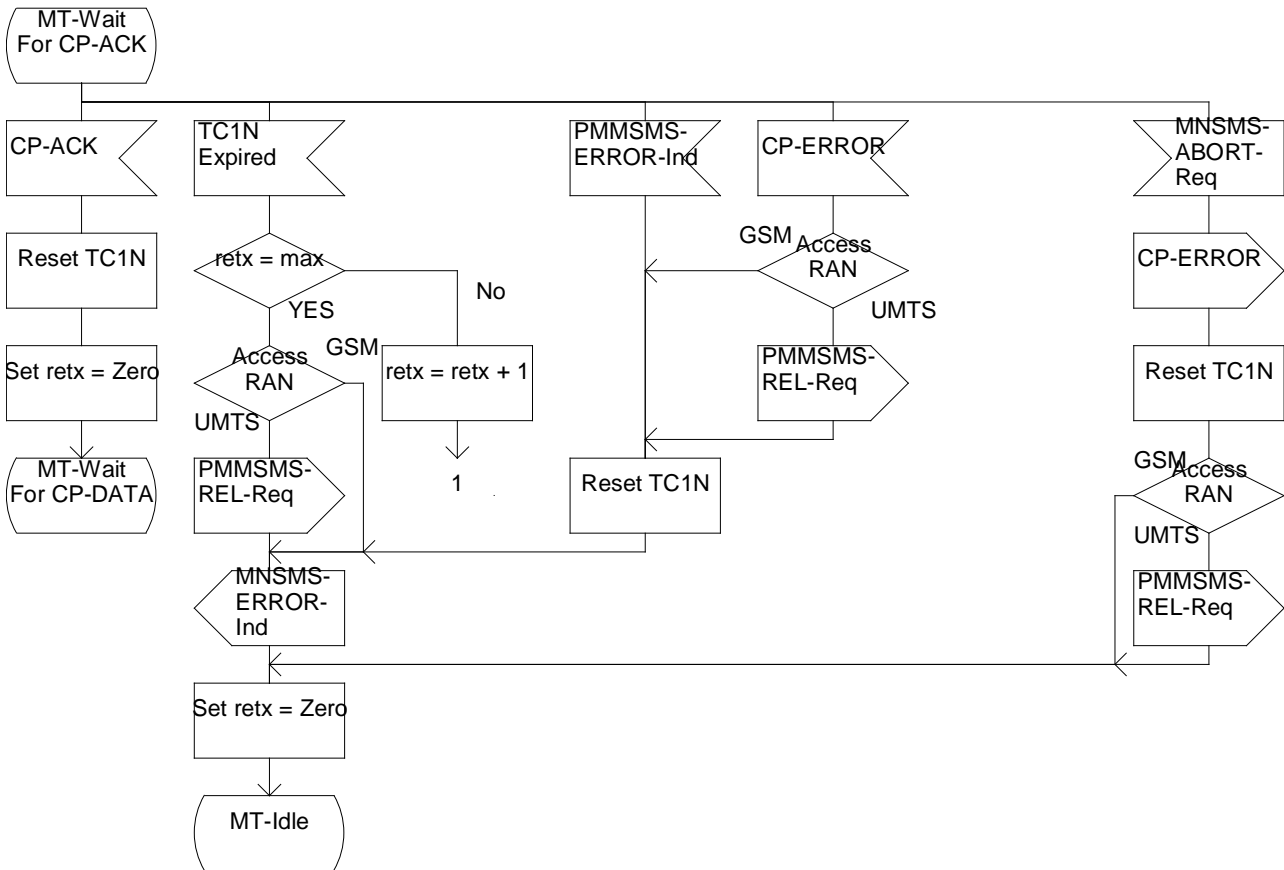 MT-Wait
For CP-ACK
CP-ACK
TC1N
Expired
PMMSMS-
ERROR-Ind
CP-ERROR
MNSMS-
ABORT-
Req
Reset TC1N
retx = max
GSM
Access
RAN
CP-ERROR
YES
No
UMTS
Set retx = Zero
Access
RAN
GSM
retx = retx + 1
PMMSMS-
REL-Req
Reset TC1N
UMTS
MT-Wait
For CP-DATA
PMMSMS-
REL-Req
1
Reset TC1N
GSM
Access
RAN
UMTS
MNSMS-
ERROR-
Ind
PMMSMS-
REL-Req
Set retx = Zero
MT-Idle